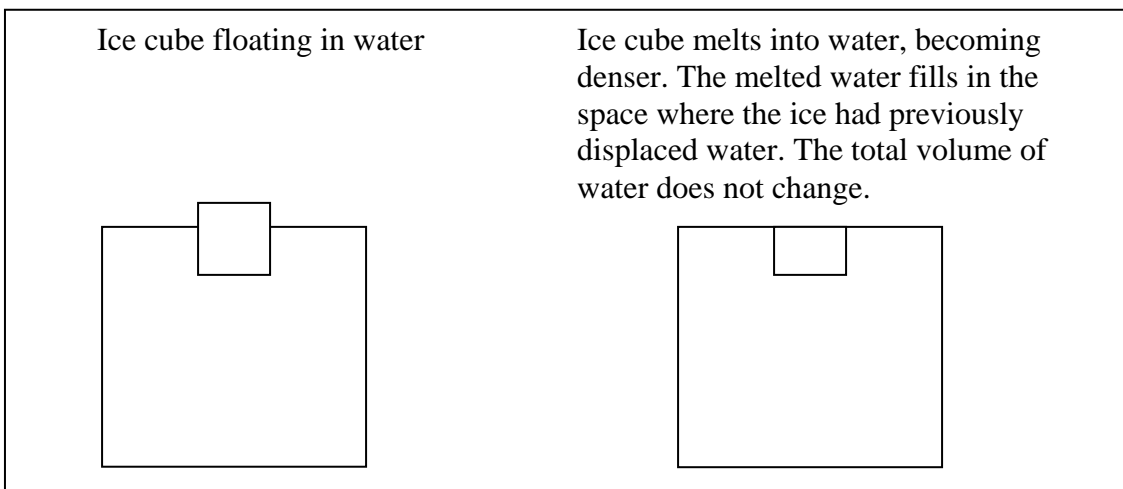 Ice cube floating in water
Ice cube melts into water, becoming
denser. The melted water fills in the
space where the ice had previously
displaced water. The total volume of
water does not change.